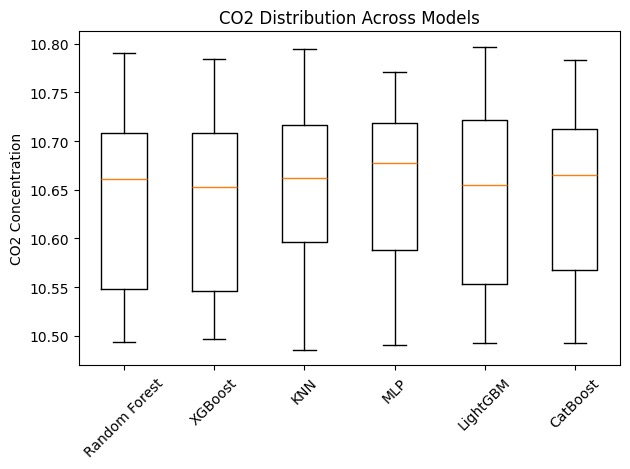 CO2 Distribution Across Models
CO2 Concentration
10.80
10.75
10.70
10.65
10.60
10.55
10.50
Random Forest
XGBoost
KNN
MLP
LightGBM
CatBoost